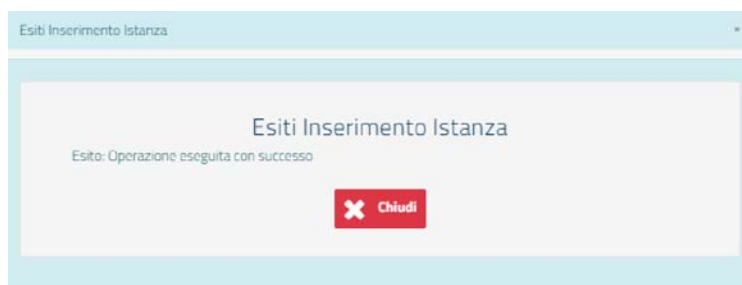 Esiti Inserimento Istanza
Esiti Inserimento Istanza
Esito: Operazione eseguita con successo
Chiudi